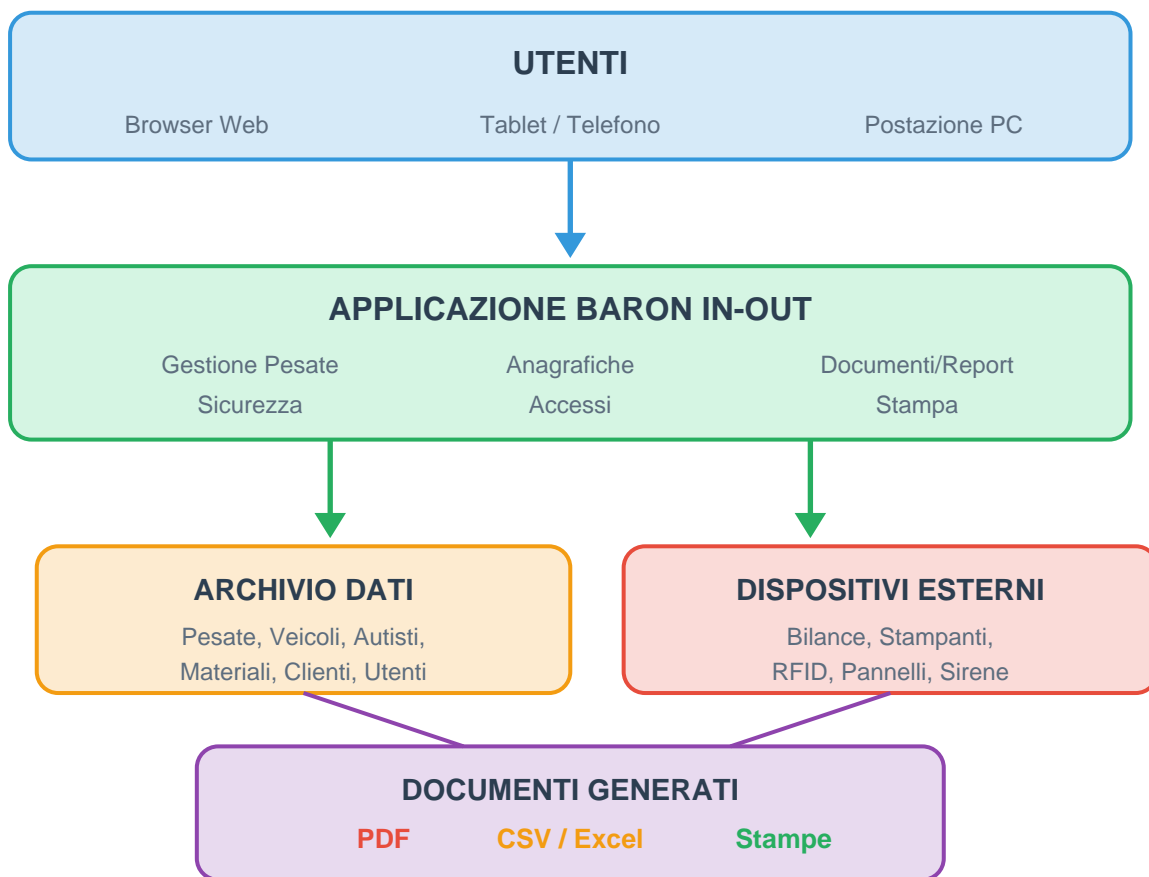 UTENTI
Browser Web Tablet / Telefono Postazione PC
APPLICAZIONE BARON IN-OUT
Gestione Pesate Anagrafiche Documenti/Report
Sicurezza Accessi Stampa
ARCHIVIO DATI
Pesate, Veicoli, Autisti,
Materiali, Clienti, Utenti
DISPOSITIVI ESTERNI
Bilance, Stampanti,
RFID, Pannelli, Sirene
DOCUMENTI GENERATI
PDF CSV / Excel Stampe